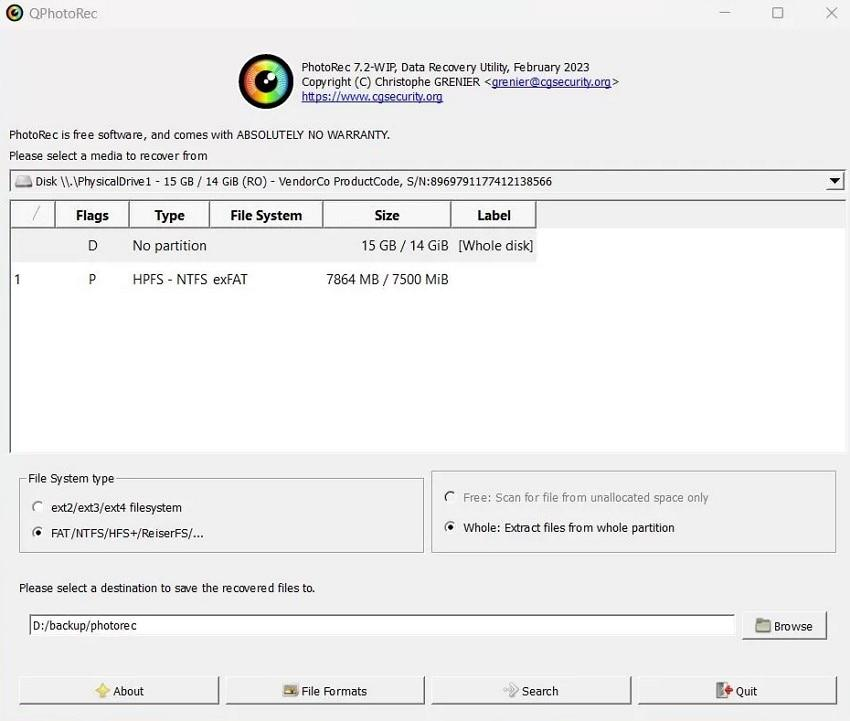 QPhotoRec
PhotoRec 7.2-WIP, Data Recovery Utility, February 2023
Copyright (C) Christophe GRENIER <grenier@cgsecurity.org>
https://www.cgsecurity.org
PhotoRec is free software, and comes with ABSOLUTELY NO WARRANTY.
Please select a media to recover from
Disk \\.\PhysicalDrive1 - 15 GB / 14 GiB (RO) - VendorCo ProductCode, S/N:8969791177412138566
Flags Type File System Size Label
D No partition 15 GB / 14 GiB [Whole disk]
1 P HPFS - NTFS exFAT 7864 MB / 7500 MiB
File System type
ext2/ext3/ext4 filesystem
FAT/NTFS/HFS+/ReiserFS/...
Free: Scan for file from unallocated space only
Whole: Extract files from whole partition
Please select a destination to save the recovered files to.
D:/backup/photorec
Browse
About File Formats Search Quit